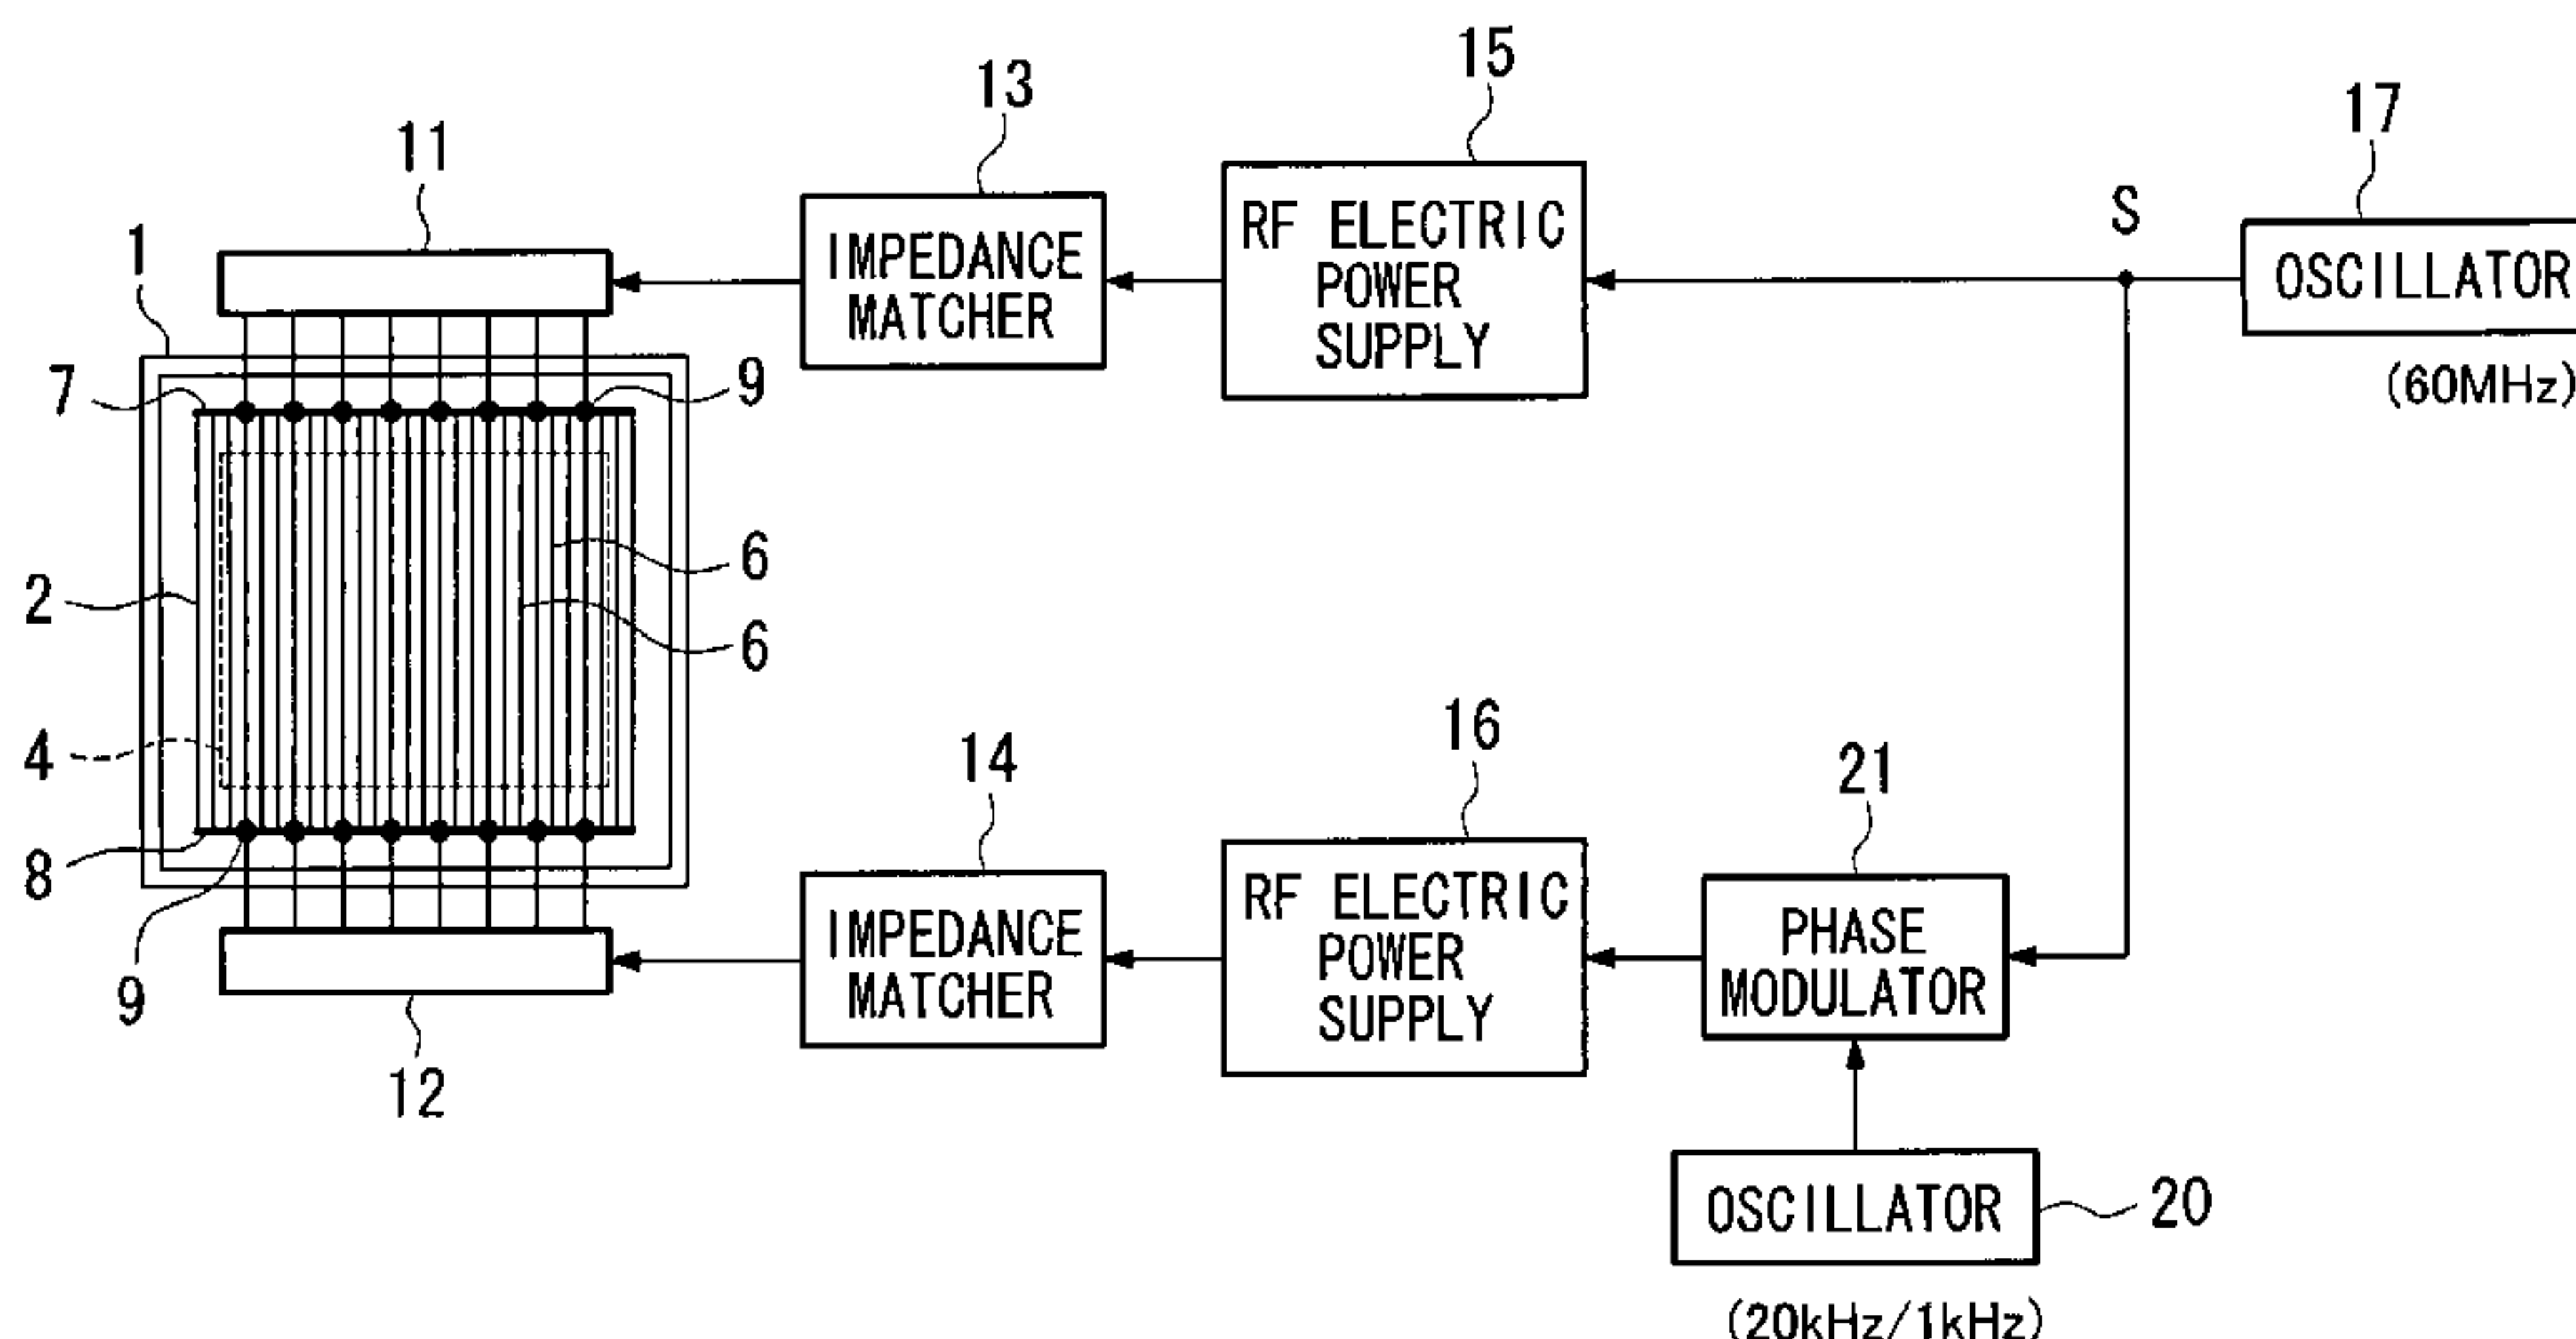 15
13
17
11
S
1
IMPEDANCE
MATCHER
RF ELECTRIC
POWER
SUPPLY
OSCILLATOR
(60MHz)
7
9
6
2
6
4
14
16
21
8
IMPEDANCE
MATCHER
RF ELECTRIC
POWER
SUPPLY
PHASE
MODULATOR
9
12
OSCILLATOR
20
(20kHz/1kHz)